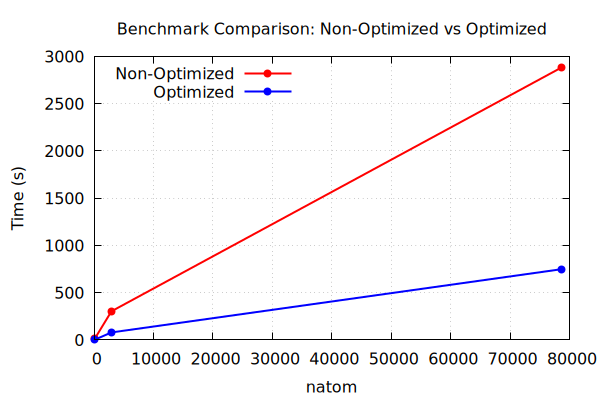 Benchmark Comparison: Non-Optimized vs Optimized
3000
2500
2000
1500
1000
500
0
Time (s)
Non-Optimized
Optimized
0 10000 20000 30000 40000 50000 60000 70000 80000
natom